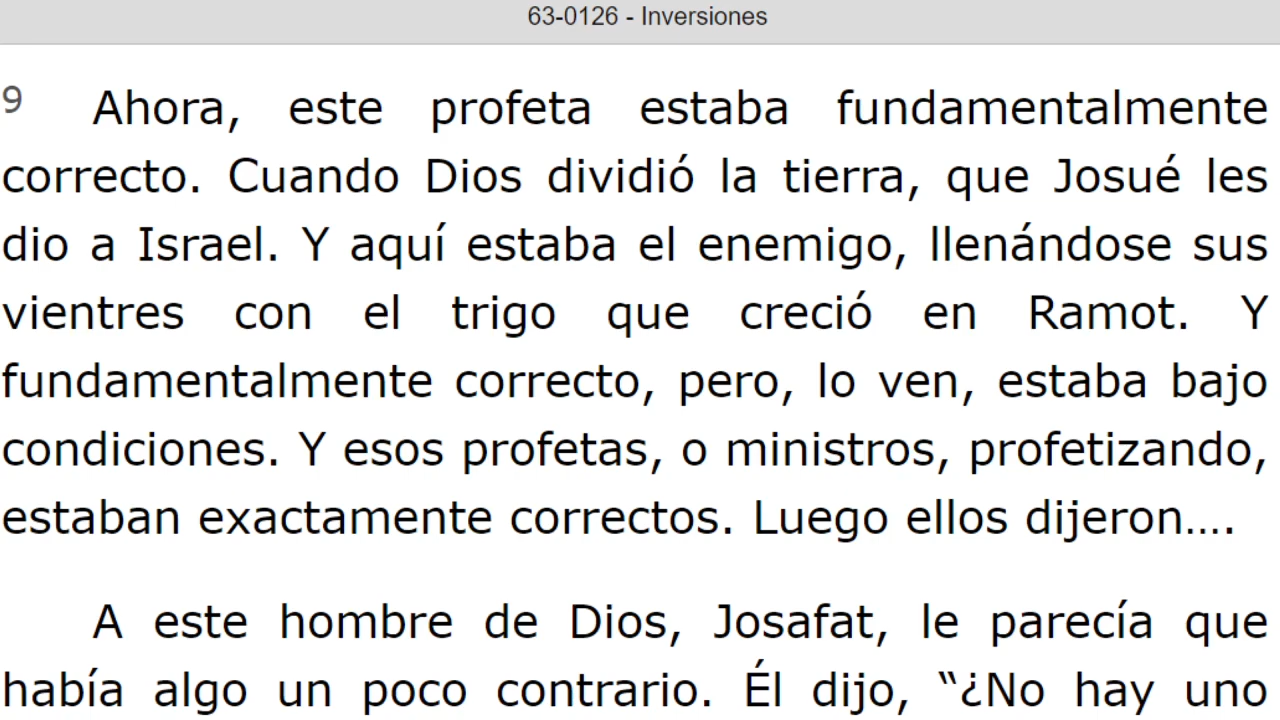 63-0126 - Inversiones
9 Ahora, este profeta estaba fundamentalmente
correcto. Cuando Dios dividió la tierra, que Josué les
dio a Israel. Y aquí estaba el enemigo, llenándose sus
vientres con el trigo que creció en Ramot. Y
fundamentalmente correcto, pero, lo ven, estaba bajo
condiciones. Y esos profetas, o ministros, profetizando,
estaban exactamente correctos. Luego ellos dijeron....
A este hombre de Dios, Josafat, le parecía que
había algo un poco contrario. Él dijo, “¿No hay uno